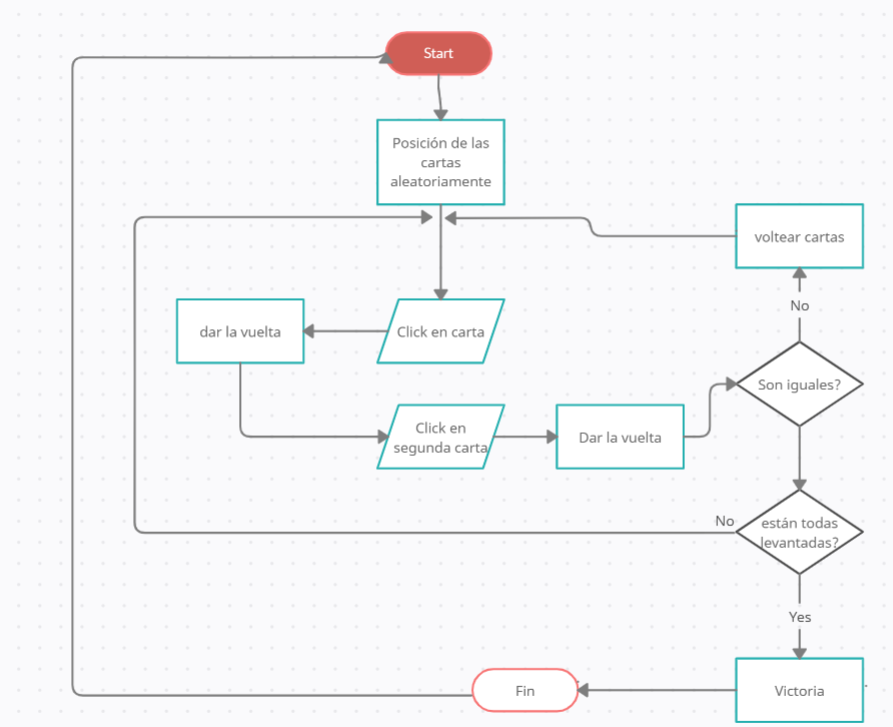 Start
Posición de las
cartas
aleatoriamente
voltear cartas
No
dar la vuelta
Click en carta
Son iguales?
Click en
segunda carta
Dar la vuelta
No
están todas
levantadas?
Yes
Fin
Victoria